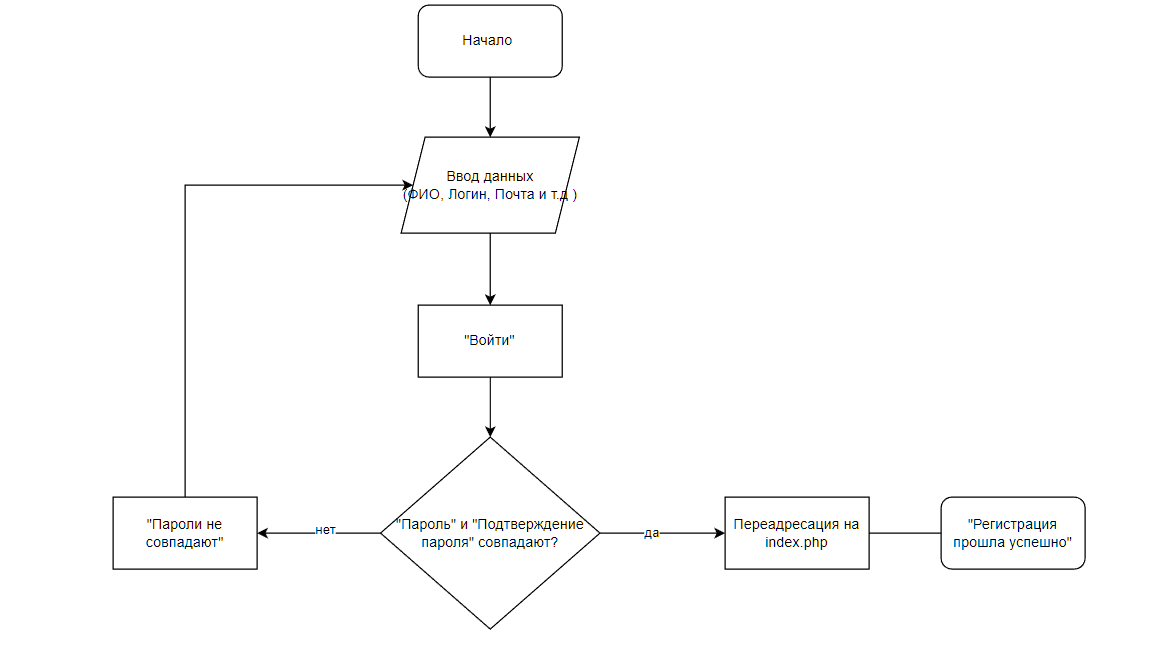 Начало
Ввод данных
(ФИО, Логин, Почта и т.д )
"Войти"
"Пароли не
совпадают"
нет
"Пароль" и "Подтверждение
пароля" совпадают?
да
Переадресация на
index.php
"Регистрация
прошла успешно"